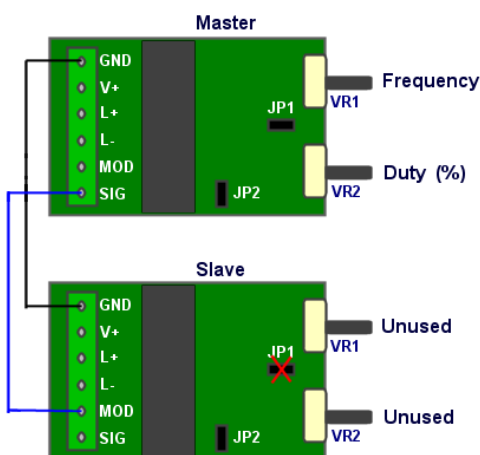 Master
GND
V+
L+
L-
MOD
SIG
JP1
JP2
VR1
Frequency
VR2
Duty (%)
Slave
GND
V+
L+
L-
MOD
SIG
JP1
JP2
VR1
Unused
VR2
Unused